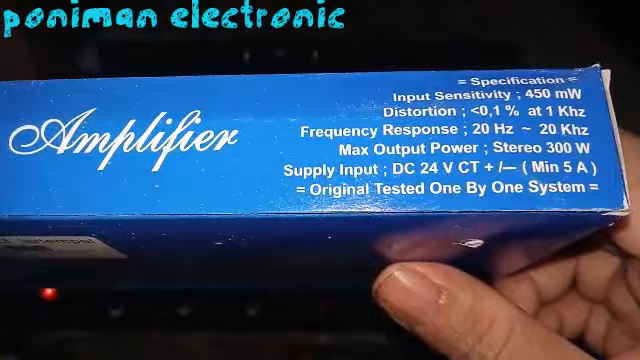 poniman electronic
Amplifier
= Specification =
Input Sensitivity ; 450 mW
Distortion ; <0,1 % at 1 Khz
Frequency Response ; 20 Hz ~ 20 Khz
Max Output Power ; Stereo 300 W
Supply Input ; DC 24 V CT + /— ( Min 5 A )
= Original Tested One By One System =